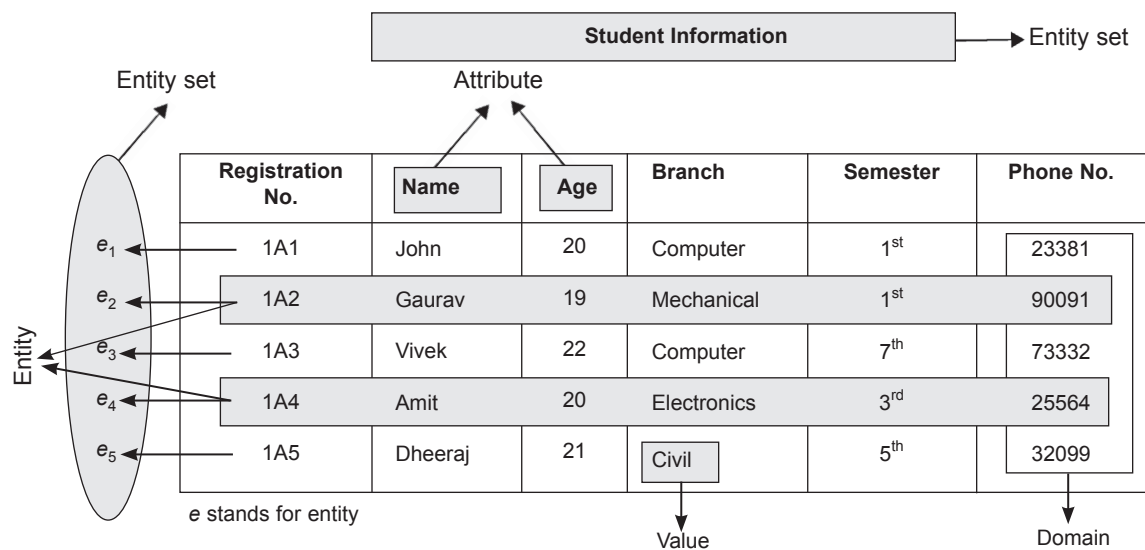 Student Information
Entity set
Entity set
Attribute
Registration No.
Name
Age
Branch
Semester
Phone No.
e1 1A1 John 20 Computer 1st 23381
e2 1A2 Gaurav 19 Mechanical 1st 90091
e3 1A3 Vivek 22 Computer 7th 73332
e4 1A4 Amit 20 Electronics 3rd 25564
e5 1A5 Dheeraj 21 Civil 5th 32099
Entity
e stands for entity
Value
Domain